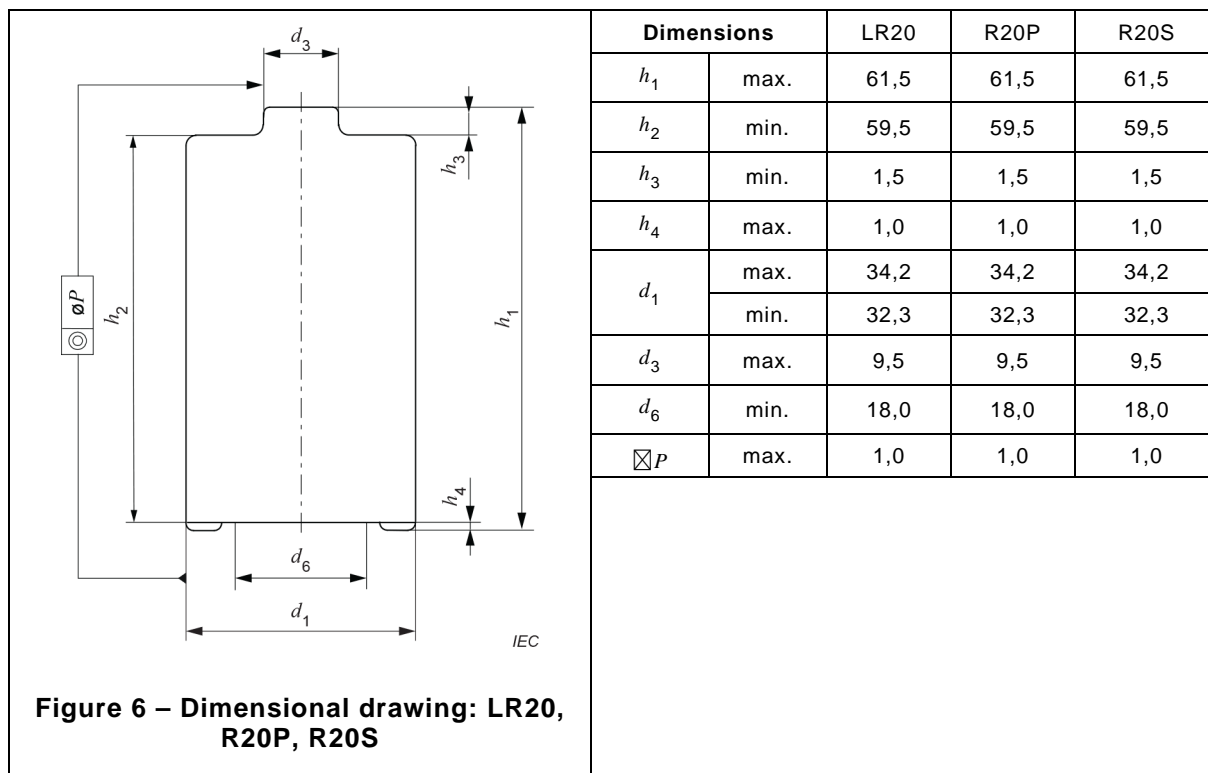 d3
h3
øP
◎
h2
h1
h4
d6
d1
IEC
Figure 6 – Dimensional drawing: LR20,
R20P, R20S
Dimensions LR20 R20P R20S
h1 max. 61,5 61,5 61,5
h2 min. 59,5 59,5 59,5
h3 min. 1,5 1,5 1,5
h4 max. 1,0 1,0 1,0
d1 max. 34,2 34,2 34,2
min. 32,3 32,3 32,3
d3 max. 9,5 9,5 9,5
d6 min. 18,0 18,0 18,0
☒P max. 1,0 1,0 1,0